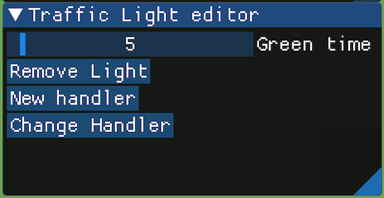 Traffic Light editor
5 Green time
Remove Light
New handler
Change Handler